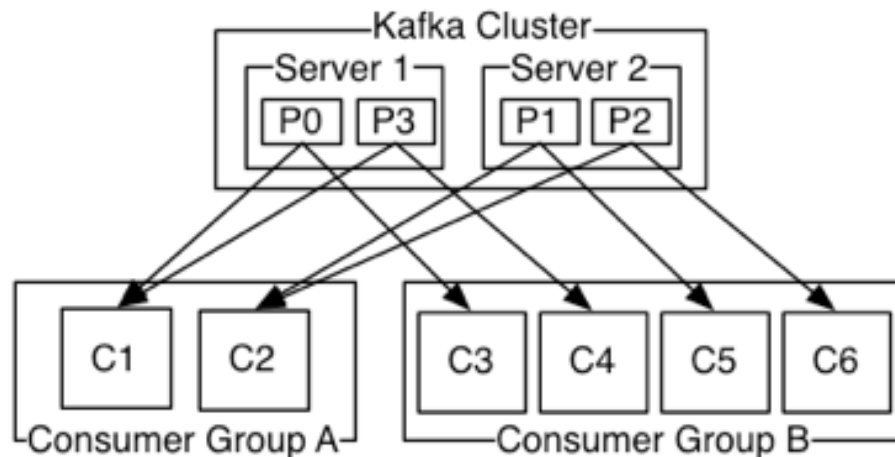 Kafka Cluster
Server 1
Server 2
P0
P3
P1
P2
C1
C2
C3
C4
C5
C6
Consumer Group A
Consumer Group B